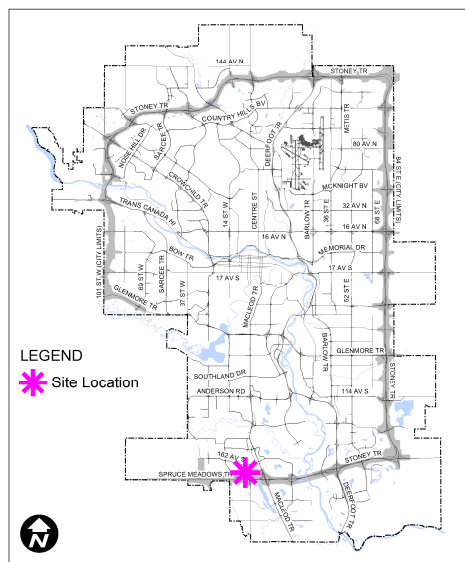 144 AV N
STONEY TR
STONEY TR
COUNTRY HILLS BV
METIS TR
NOSE HILL DR
SARCEE TR
DEERFOOT TR
80 AV N
CROWCHILD TR
MCKNIGHT BV
84 ST E (CITY LIMITS)
TRANS CANADA HI
14 ST W
CENTRE ST
BARLOW TR
36 ST E
32 AV N
68 ST E
16 AV N
16 AV N
BOW TR
MEMORIAL DR
101 ST W (CITY LIMITS)
69 ST W
SARCEE TR
37 ST W
17 AV S
17 AV S
GLENMORE TR
MACLEOD TR
52 ST E
BARLOW TR
GLENMORE TR
LEGEND
Site Location
SOUTHLAND DR
ANDERSON RD
114 AV S
STONEY TR
162 AV S
STONEY TR
SPRUCE MEADOWS TR
MACLEOD TR
DEERFOOT TR
N